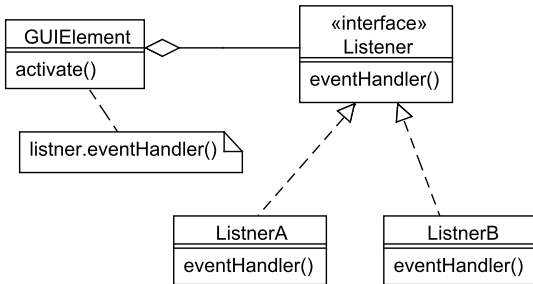 GUIElement
activate()
«interface»
Listener
eventHandler()
listner.eventHandler()
ListnerA
eventHandler()
ListnerB
eventHandler()